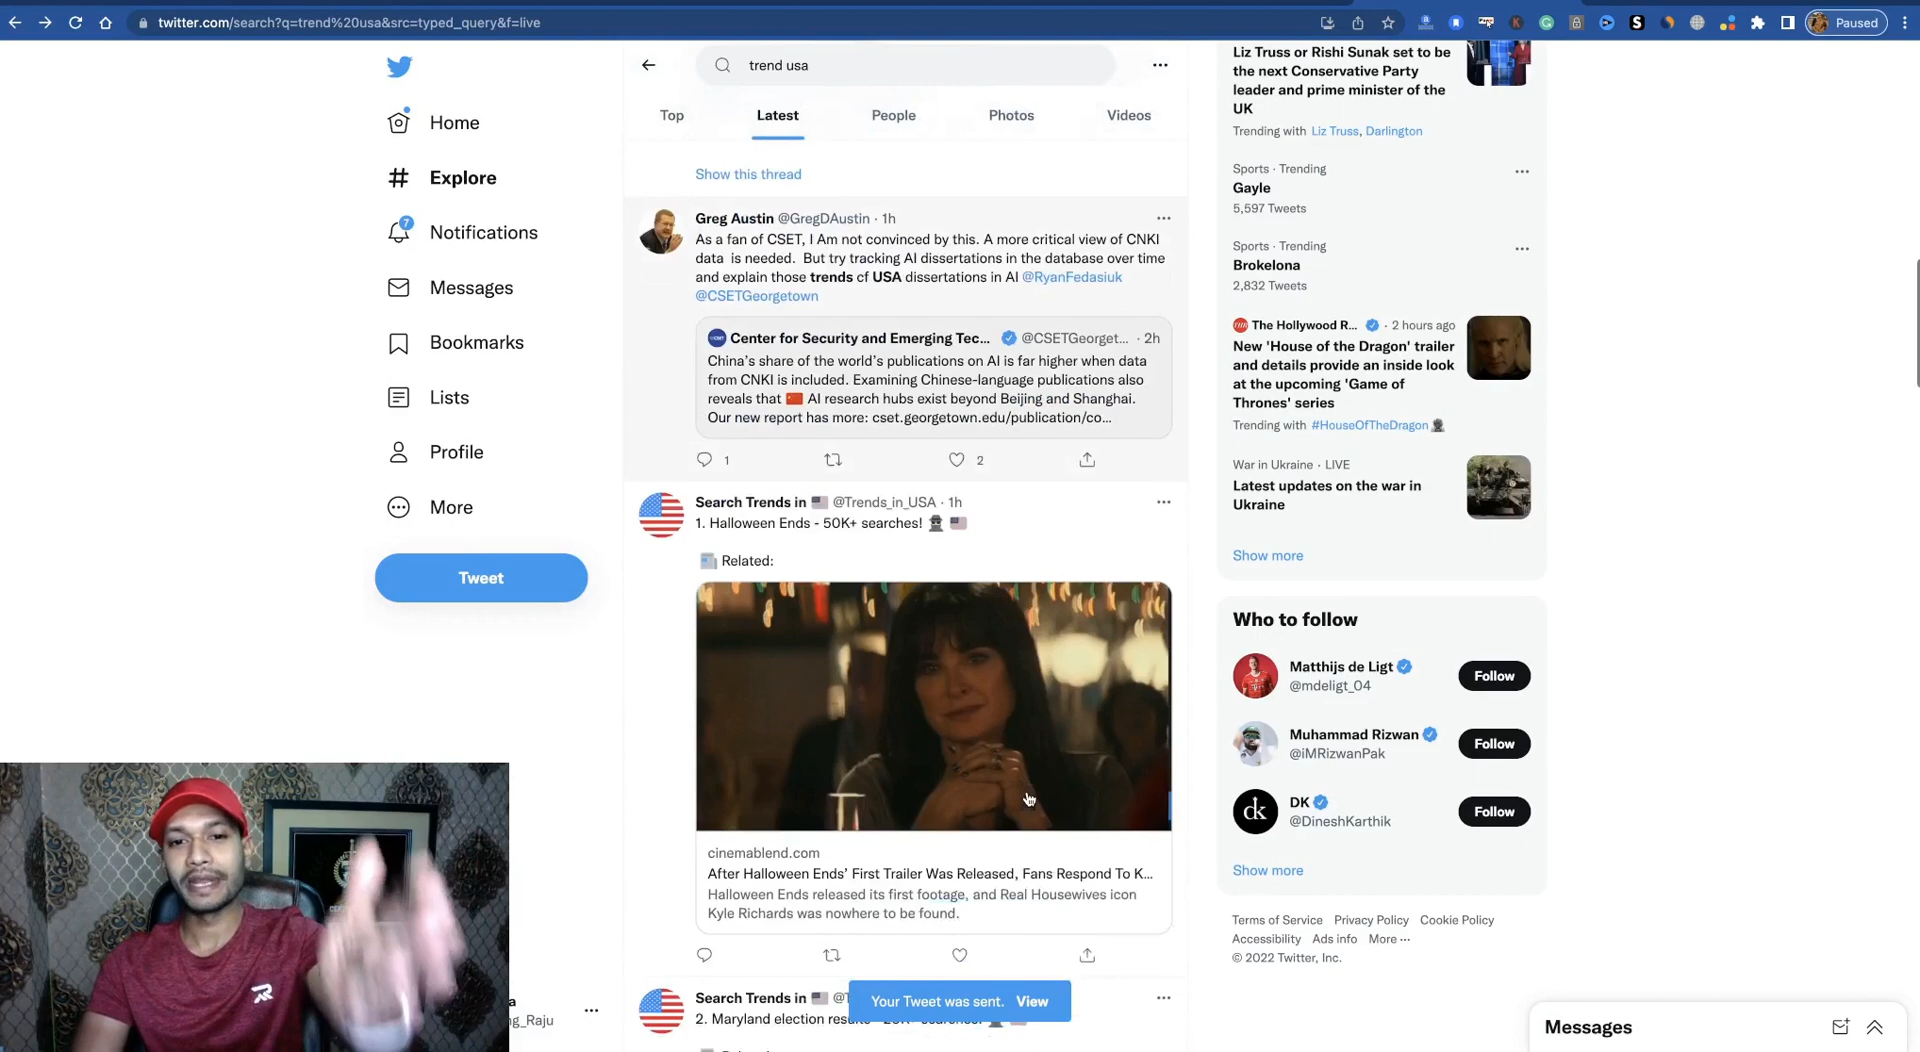 twitter.com/search?q=trend%20usa&src=typed_query&f=live
Paused
Home
Explore
7
Notifications
Messages
Bookmarks
Lists
Profile
More
Tweet
trend usa
Top
Latest
People
Photos
Videos
Show this thread
Greg Austin @GregDAustin · 1h
As a fan of CSET, I Am not convinced by this. A more critical view of CNKI
data is needed. But try tracking AI dissertations in the database over time
and explain those trends cf USA dissertations in AI @RyanFedasiuk
@CSETGeorgetown
Center for Security and Emerging Tec... @CSETGeorget... · 2h
China's share of the world's publications on AI is far higher when data
from CNKI is included. Examining Chinese-language publications also
reveals that 🇨🇳 AI research hubs exist beyond Beijing and Shanghai.
Our new report has more: cset.georgetown.edu/publication/co...
1
2
Search Trends in 🇺🇸 @Trends_in_USA · 1h
1. Halloween Ends - 50K+ searches! 🕵️ 🇺🇸
📰 Related:
cinemablend.com
After Halloween Ends' First Trailer Was Released, Fans Respond To K...
Halloween Ends released its first footage, and Real Housewives icon
Kyle Richards was nowhere to be found.
Search Trends in 🇺🇸
2. Maryland election
Your Tweet was sent. View
ng_Raju
Liz Truss or Rishi Sunak set to be
the next Conservative Party
leader and prime minister of the
UK
Trending with Liz Truss, Darlington
Sports · Trending
Gayle
5,597 Tweets
Sports · Trending
Brokelona
2,832 Tweets
The Hollywood R... · 2 hours ago
New 'House of the Dragon' trailer
and details provide an inside look
at the upcoming 'Game of
Thrones' series
Trending with #HouseOfTheDragon
War in Ukraine · LIVE
Latest updates on the war in
Ukraine
Show more
Who to follow
Matthijs de Ligt
@mdeligt_04
Follow
Muhammad Rizwan
@iMRizwanPak
Follow
dk
DK
@DineshKarthik
Follow
Show more
Terms of Service Privacy Policy Cookie Policy
Accessibility Ads info More ···
© 2022 Twitter, Inc.
Messages